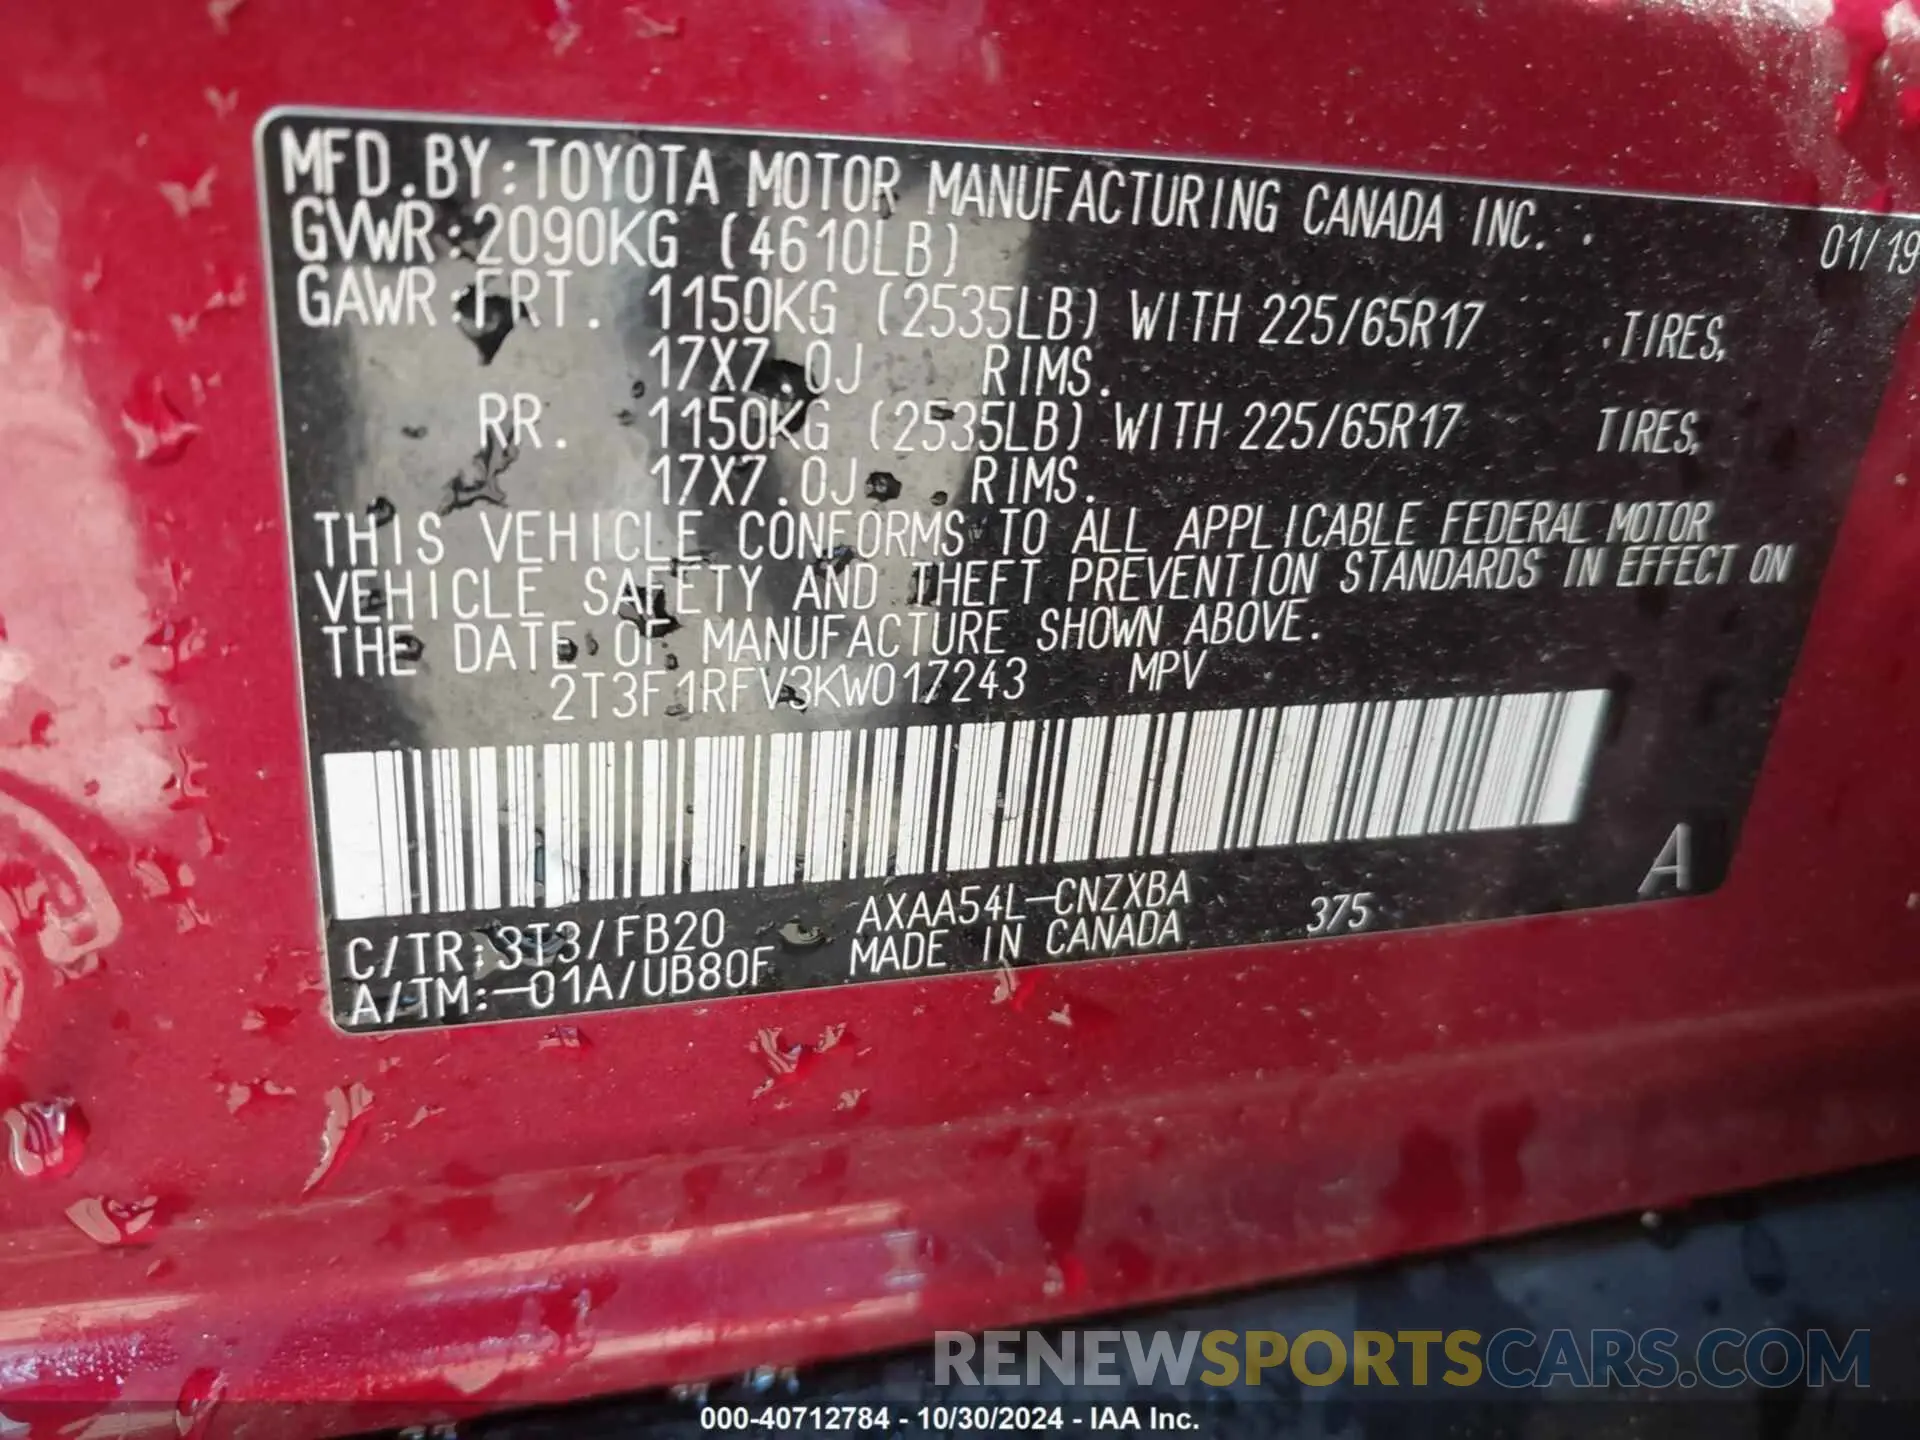 MFD.BY:TOYOTA MOTOR MANUFACTURING CANADA INC.
GVWR:2090KG (4610LB) 01/19
GAWR:FRT. 1150KG (2535LB) WITH 225/65R17 TIRES,
17X7.0J RIMS.
RR. 1150KG (2535LB) WITH 225/65R17 TIRES,
17X7.0J RIMS.
THIS VEHICLE CONFORMS TO ALL APPLICABLE FEDERAL MOTOR
VEHICLE SAFETY AND THEFT PREVENTION STANDARDS IN EFFECT ON
THE DATE OF MANUFACTURE SHOWN ABOVE.
2T3F1RFV3KW017243 MPV
A
C/TR:3T3/FB20 AXAA54L-CNZXBA 375
A/TM:-01A/UB80F MADE IN CANADA
RENEWSPORTSCARS.COM
000-40712784 - 10/30/2024 - IAA Inc.